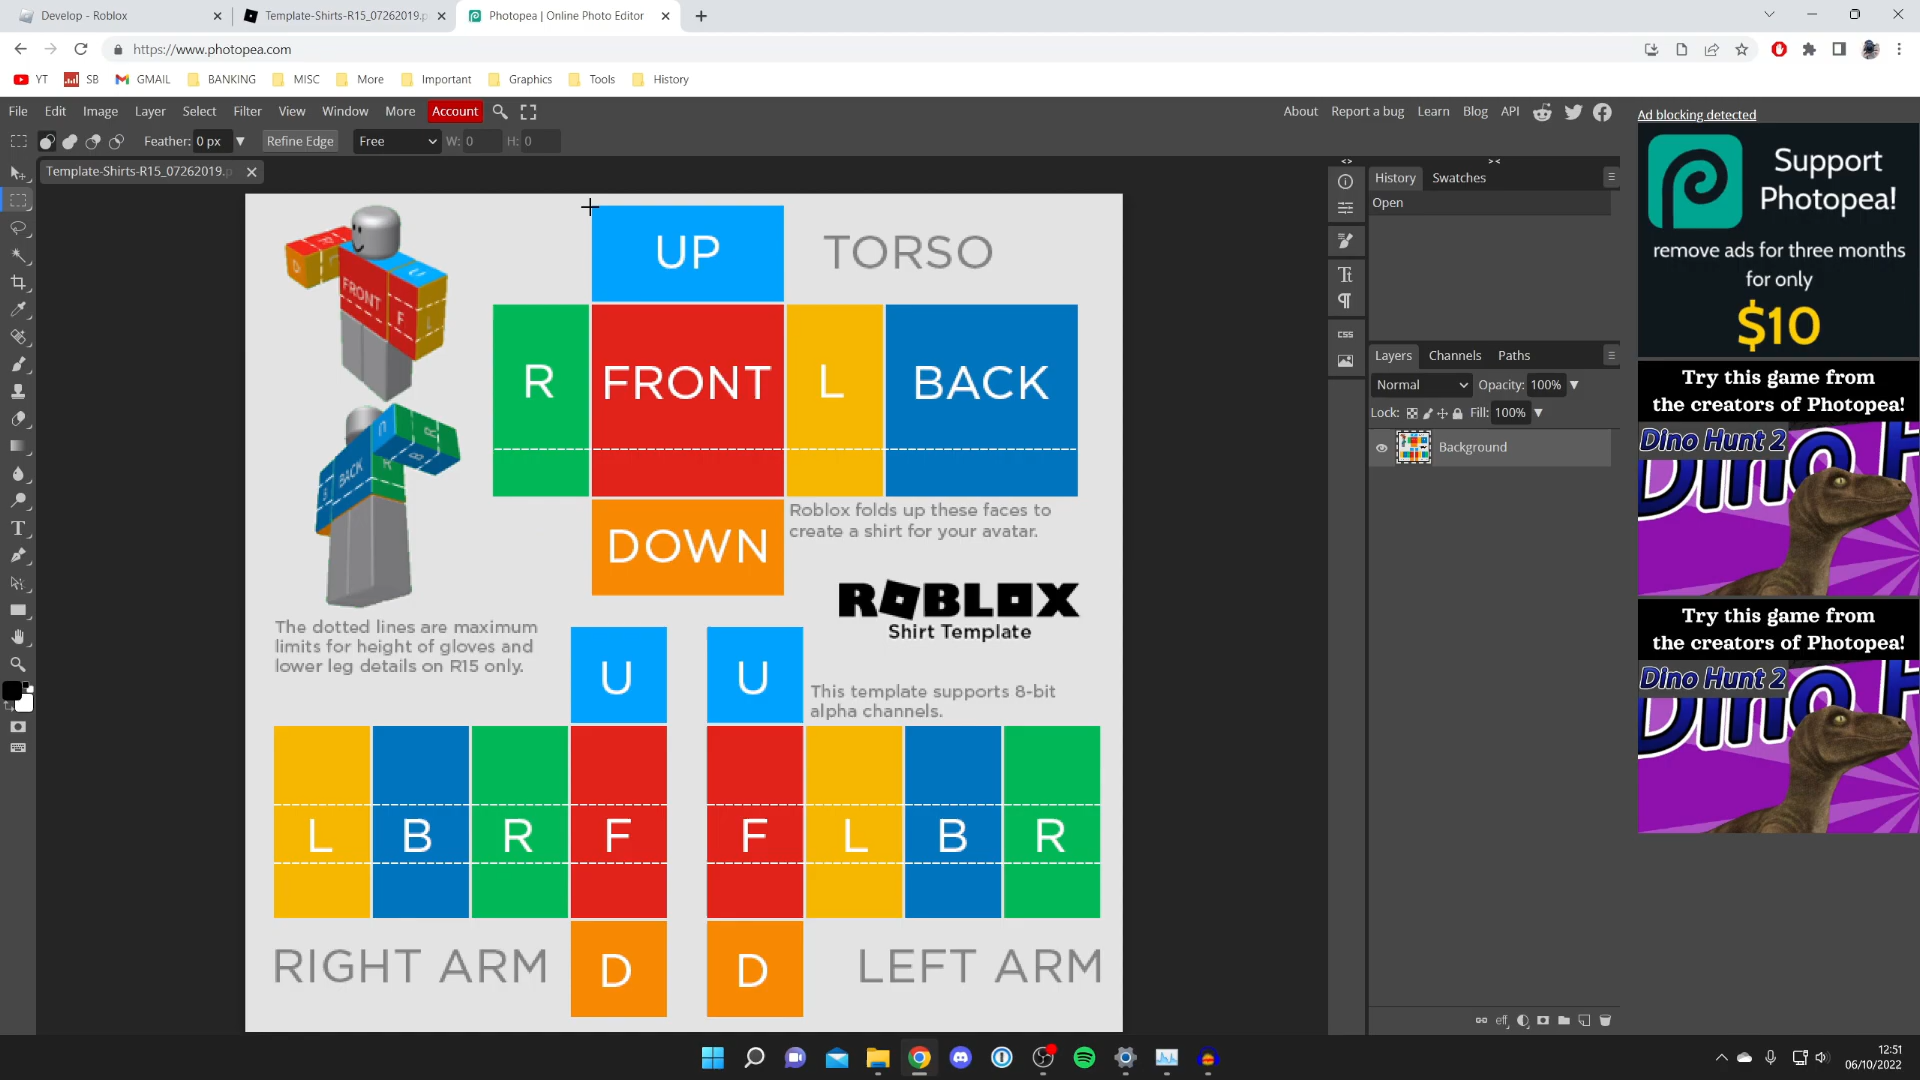 Develop - Roblox
Template-Shirts-R15_07262019.p
Photopea | Online Photo Editor
https://www.photopea.com
YT
SB
GMAIL
BANKING
MISC
More
Important
Graphics
Tools
History
File Edit Image Layer Select Filter View Window More Account
About Report a bug Learn Blog API
Feather: 0 px Refine Edge Free W: 0 H: 0
Template-Shirts-R15_07262019.p
UP
TORSO
R FRONT L BACK
DOWN
Roblox folds up these faces to
create a shirt for your avatar.
ROBLOX
Shirt Template
The dotted lines are maximum
limits for height of gloves and
lower leg details on R15 only.
U U
This template supports 8-bit
alpha channels.
L B R F F L B R
RIGHT ARM D D LEFT ARM
FRONT
F
L
U
R
D
BACK
R
B
History Swatches
Open
CSS
Layers Channels Paths
Normal Opacity: 100%
Lock: Fill: 100%
Background
eff
Ad blocking detected
Support
Photopea!
remove ads for three months
for only
$10
Try this game from
the creators of Photopea!
Dino Hunt 2
Try this game from
the creators of Photopea!
Dino Hunt 2
12:51
06/10/2022